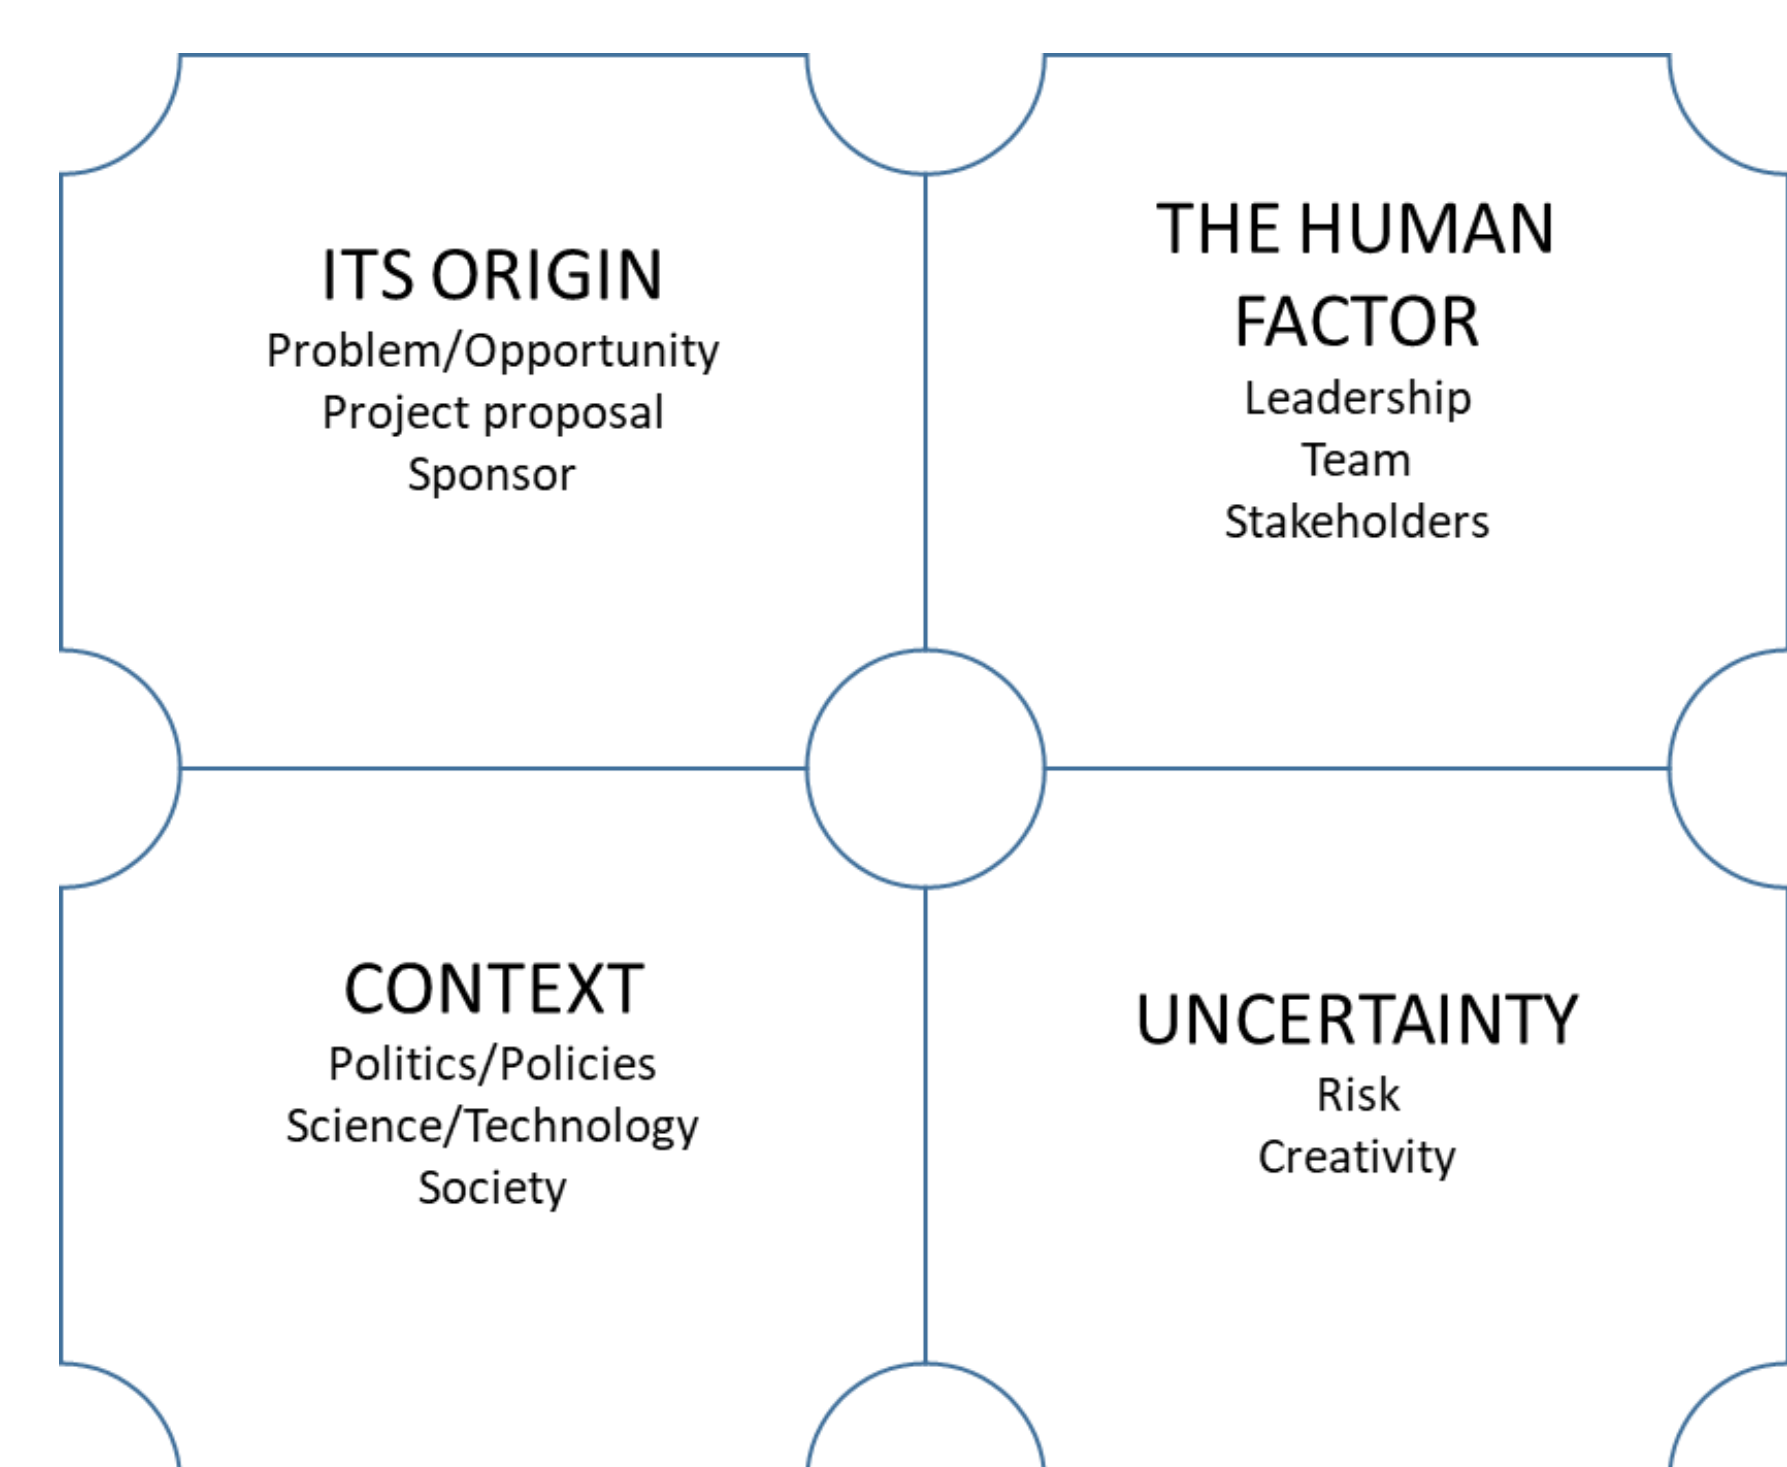 ITS ORIGIN
Problem/Opportunity
Project proposal
Sponsor
THE HUMAN
FACTOR
Leadership
Team
Stakeholders
CONTEXT
Politics/Policies
Science/Technology
Society
UNCERTAINTY
Risk
Creativity